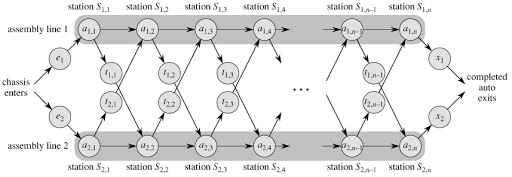 station S1,1 station S1,2 station S1,3 station S1,4 station S1,n–1 station S1,n
assembly line 1 a1,1 a1,2 a1,3 a1,4 a1,n–1 a1,n
e1 x1
t1,1 t1,2 t1,3 t1,n–1
chassis enters ... completed auto exits
t2,1 t2,2 t2,3 t2,n–1
e2 x2
assembly line 2 a2,1 a2,2 a2,3 a2,4 a2,n–1 a2,n
station S2,1 station S2,2 station S2,3 station S2,4 station S2,n–1 station S2,n